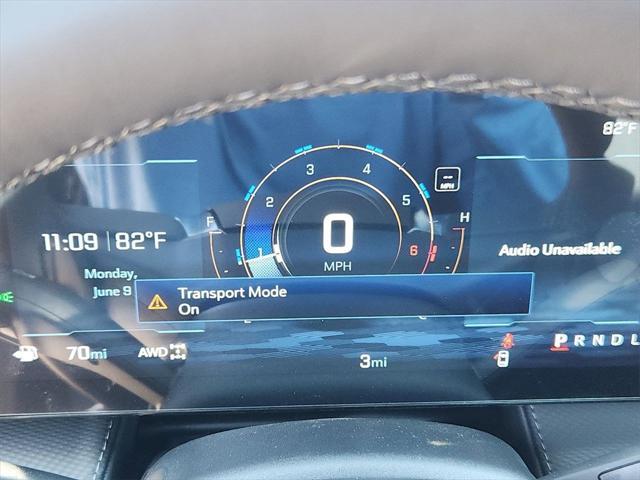 82°F
3 4
2 5
-- MPH
F H
1 6
0
MPH
11:09 82°F
Monday,
June 9
Audio Unavailable
Transport Mode
On
E C
70mi AWD 3mi P R N D L